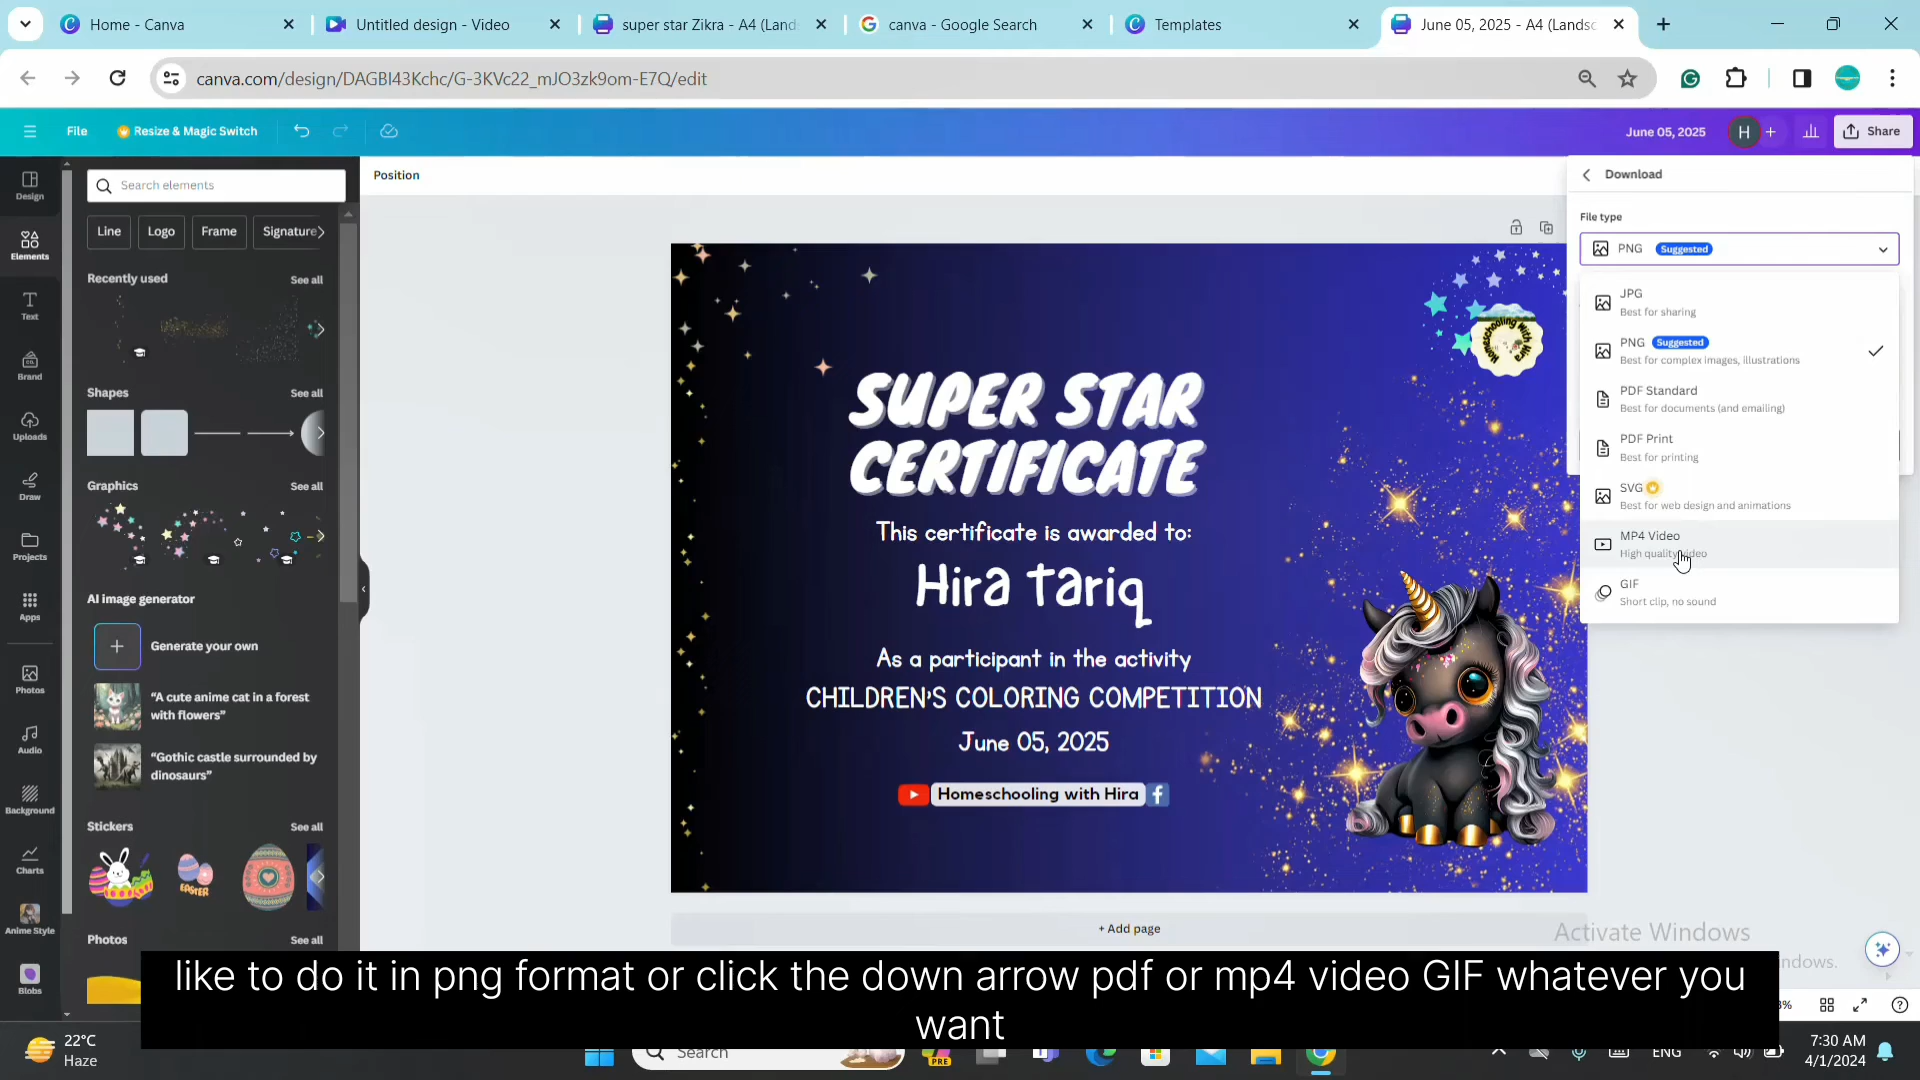 Home - Canva
Untitled design - Video
super star Zikra - A4 (Lands
canva - Google Search
Templates
June 05, 2025 - A4 (Landsc
canva.com/design/DAGBI43Kchc/G-3KVc22_mJO3zk9om-E7Q/edit
File
Resize & Magic Switch
June 05, 2025
H
Share
Design
Elements
Text
Brand
Uploads
Draw
Projects
Apps
Photos
Audio
Background
Charts
Anime Style
Blobs
Search elements
Line
Logo
Frame
Signature
Recently used
See all
Shapes
See all
Graphics
See all
AI image generator
Generate your own
“A cute anime cat in a forest
with flowers”
“Gothic castle surrounded by
dinosaurs”
Stickers
See all
EASTER
Photos
See all
Position
SUPER STAR
CERTIFICATE
This certificate is awarded to:
Hira Tariq
As a participant in the activity
CHILDREN'S COLORING COMPETITION
June 05, 2025
Homeschooling with Hira
Homeschooling With Hira
+ Add page
Download
File type
PNG Suggested
JPG
Best for sharing
PNG Suggested
Best for complex images, illustrations
PDF Standard
Best for documents (and emailing)
PDF Print
Best for printing
SVG
Best for web design and animations
MP4 Video
High quality video
GIF
Short clip, no sound
Activate Windows
like to do it in png format or click the down arrow pdf or mp4 video GIF whatever you
want
22°C
Haze
Search
PRE
ENG
7:30 AM
4/1/2024